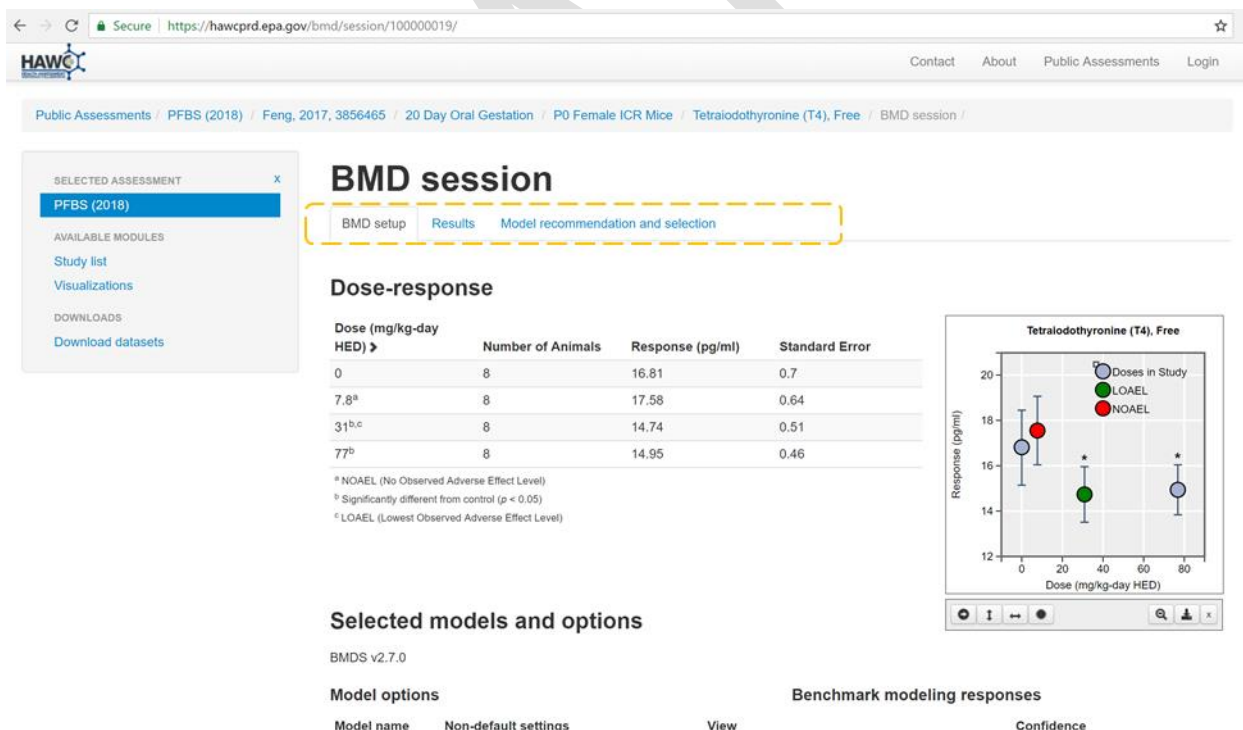 Secure https://hawcprd.epa.gov/bmd/session/100000019/
HAWC
Contact About Public Assessments Login
Public Assessments / PFBS (2018) / Feng, 2017, 3856465 / 20 Day Oral Gestation / P0 Female ICR Mice / Tetraiodothyronine (T4), Free / BMD session /
SELECTED ASSESSMENT x
PFBS (2018)
AVAILABLE MODULES
Study list
Visualizations
DOWNLOADS
Download datasets
BMD session
BMD setup Results Model recommendation and selection
Dose-response
Dose (mg/kg-day
HED) Number of Animals Response (pg/ml) Standard Error
0 8 16.81 0.7
7.8ᵃ 8 17.58 0.64
31ᵇ,ᶜ 8 14.74 0.51
77ᵇ 8 14.95 0.46
ᵃ NOAEL (No Observed Adverse Effect Level)
ᵇ Significantly different from control (p < 0.05)
ᶜ LOAEL (Lowest Observed Adverse Effect Level)
Tetraiodothyronine (T4), Free
Doses in Study
LOAEL
NOAEL
Response (pg/ml)
20
18
16
14
12
* *
0 20 40 60 80
Dose (mg/kg-day HED)
x
Selected models and options
BMDS v2.7.0
Model options Benchmark modeling responses
Model name Non-default settings View Confidence